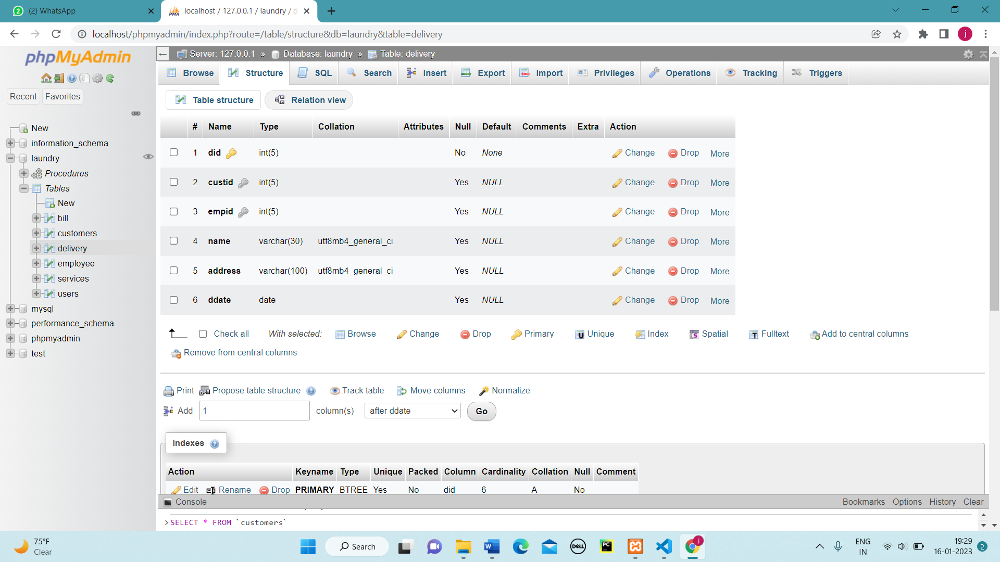 (2) WhatsApp
localhost / 127.0.0.1 / laundry / d
localhost/phpmyadmin/index.php?route=/table/structure&db=laundry&table=delivery
j
phpMyAdmin
Recent Favorites
New
information_schema
laundry
Procedures
Tables
New
bill
customers
delivery
employee
services
users
mysql
performance_schema
phpmyadmin
test
Server: 127.0.0.1 » Database: laundry » Table: delivery
Browse Structure SQL Search Insert Export Import Privileges Operations Tracking Triggers
Table structure Relation view
# Name Type Collation Attributes Null Default Comments Extra Action
1 did int(5) No None Change Drop More
2 custid int(5) Yes NULL Change Drop More
3 empid int(5) Yes NULL Change Drop More
4 name varchar(30) utf8mb4_general_ci Yes NULL Change Drop More
5 address varchar(100) utf8mb4_general_ci Yes NULL Change Drop More
6 ddate date Yes NULL Change Drop More
Check all With selected: Browse Change Drop Primary Unique Index Spatial Fulltext Add to central columns
Remove from central columns
Print Propose table structure Track table Move columns Normalize
Add 1 column(s) after ddate Go
Indexes
Action Keyname Type Unique Packed Column Cardinality Collation Null Comment
Edit Rename Drop PRIMARY BTREE Yes No did 6 A No
Console Bookmarks Options History Clear
>SELECT * FROM `customers`
75°F
Clear
Search
DELL
PC
j
ENG
IN
19:29
16-01-2023
2